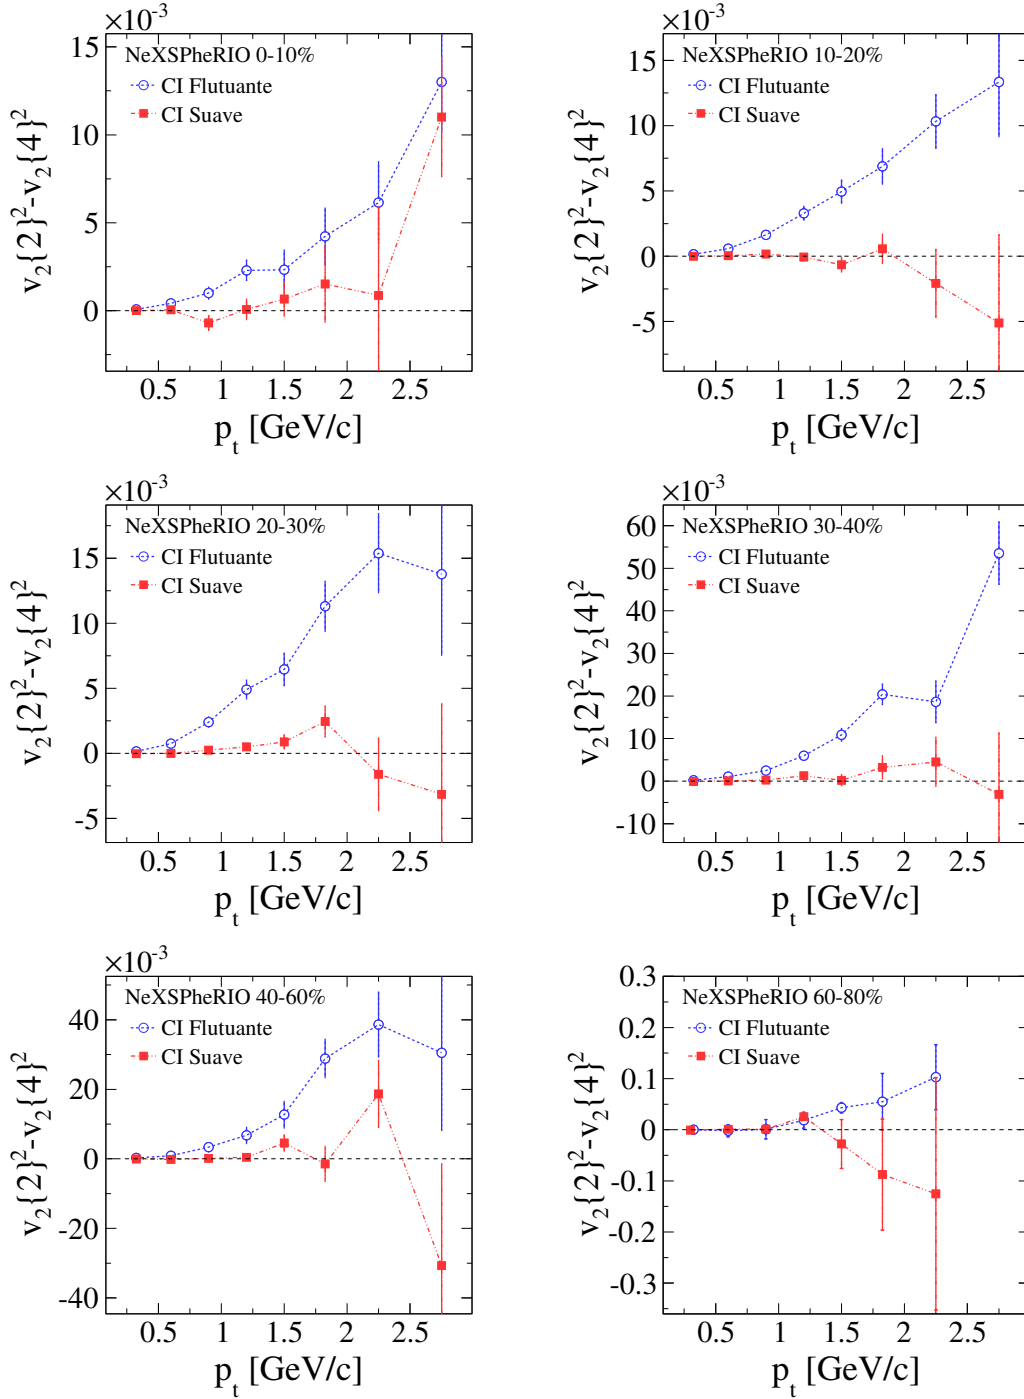 ×10⁻³
NeXSPheRIO 0-10%
CI Flutuante
CI Suave
15
10
5
0
v₂{2}²-v₂{4}²
0.5 1 1.5 2 2.5
pₜ [GeV/c]
×10⁻³
NeXSPheRIO 10-20%
CI Flutuante
CI Suave
15
10
5
0
-5
v₂{2}²-v₂{4}²
0.5 1 1.5 2 2.5
pₜ [GeV/c]
×10⁻³
NeXSPheRIO 20-30%
CI Flutuante
CI Suave
15
10
5
0
-5
v₂{2}²-v₂{4}²
0.5 1 1.5 2 2.5
pₜ [GeV/c]
×10⁻³
NeXSPheRIO 30-40%
CI Flutuante
CI Suave
60
50
40
30
20
10
0
-10
v₂{2}²-v₂{4}²
0.5 1 1.5 2 2.5
pₜ [GeV/c]
×10⁻³
NeXSPheRIO 40-60%
CI Flutuante
CI Suave
40
20
0
-20
-40
v₂{2}²-v₂{4}²
0.5 1 1.5 2 2.5
pₜ [GeV/c]
NeXSPheRIO 60-80%
CI Flutuante
CI Suave
0.3
0.2
0.1
0
-0.1
-0.2
-0.3
v₂{2}²-v₂{4}²
0.5 1 1.5 2 2.5
pₜ [GeV/c]